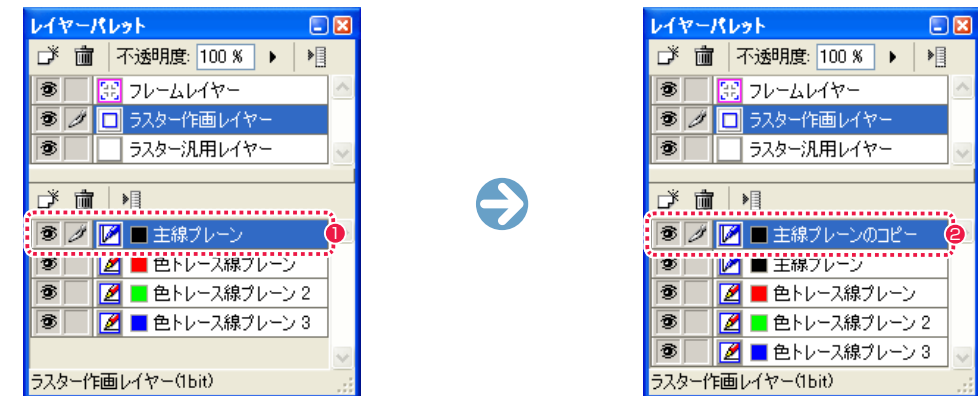 レイヤーパレット
不透明度: 100 %
フレームレイヤー
ラスター作画レイヤー
ラスター汎用レイヤー
主線プレーン 1
色トレース線プレーン
色トレース線プレーン 2
色トレース線プレーン 3
ラスター作画レイヤー(1bit)
レイヤーパレット
不透明度: 100 %
フレームレイヤー
ラスター作画レイヤー
ラスター汎用レイヤー
主線プレーンのコピー 2
主線プレーン
色トレース線プレーン
色トレース線プレーン 2
色トレース線プレーン 3
ラスター作画レイヤー(1bit)